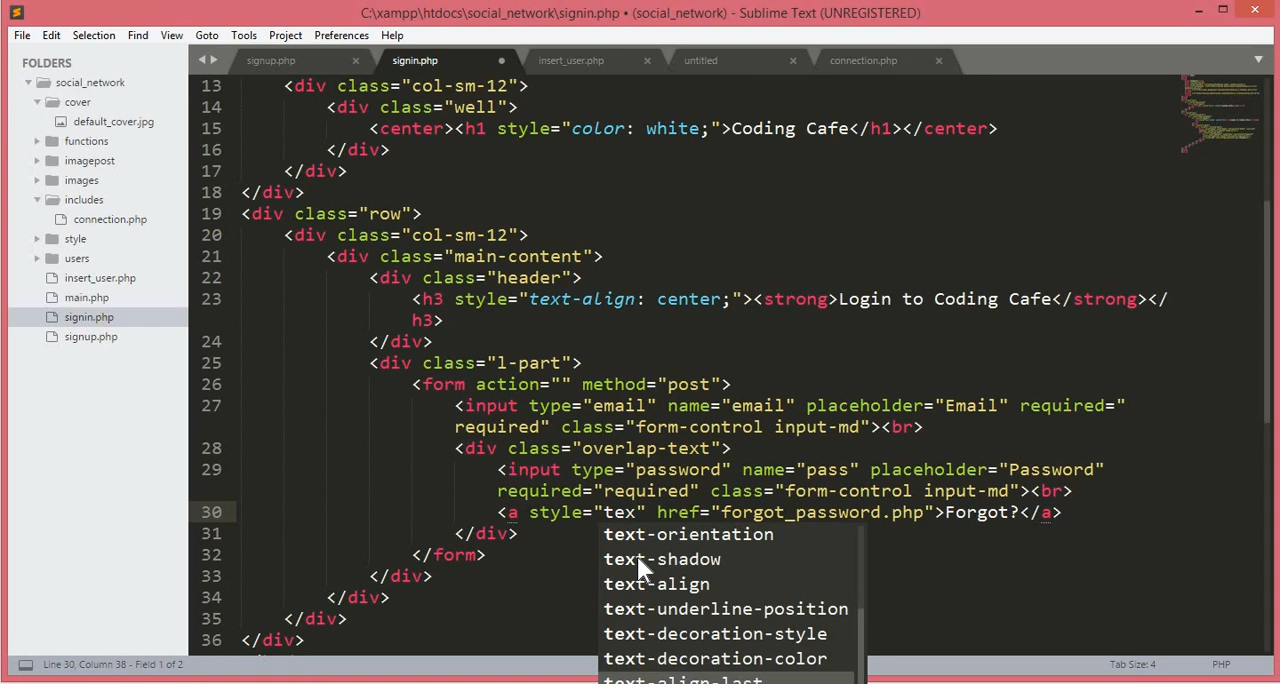 C:\xampp\htdocs\social_network\signin.php • (social_network) - Sublime Text (UNREGISTERED)
File Edit Selection Find View Goto Tools Project Preferences Help
FOLDERS
social_network
cover
default_cover.jpg
functions
imagepost
images
includes
connection.php
style
users
insert_user.php
main.php
signin.php
signup.php
signup.php signin.php insert_user.php untitled connection.php
13 <div class="col-sm-12">
14 <div class="well">
15 <center><h1 style="color: white;">Coding Cafe</h1></center>
16 </div>
17 </div>
18 </div>
19 <div class="row">
20 <div class="col-sm-12">
21 <div class="main-content">
22 <div class="header">
23 <h3 style="text-align: center;"><strong>Login to Coding Cafe</strong></
h3>
24 </div>
25 <div class="l-part">
26 <form action="" method="post">
27 <input type="email" name="email" placeholder="Email" required="
required" class="form-control input-md"><br>
28 <div class="overlap-text">
29 <input type="password" name="pass" placeholder="Password"
required="required" class="form-control input-md"><br>
30 <a style="tex" href="forgot_password.php">Forgot?</a>
31 </div>
32 </form>
33 </div>
34 </div>
35 </div>
36 </div>
text-orientation
text-shadow
text-align
text-underline-position
text-decoration-style
text-decoration-color
text-align-last
Line 30, Column 38 - Field 1 of 2 Tab Size: 4 PHP